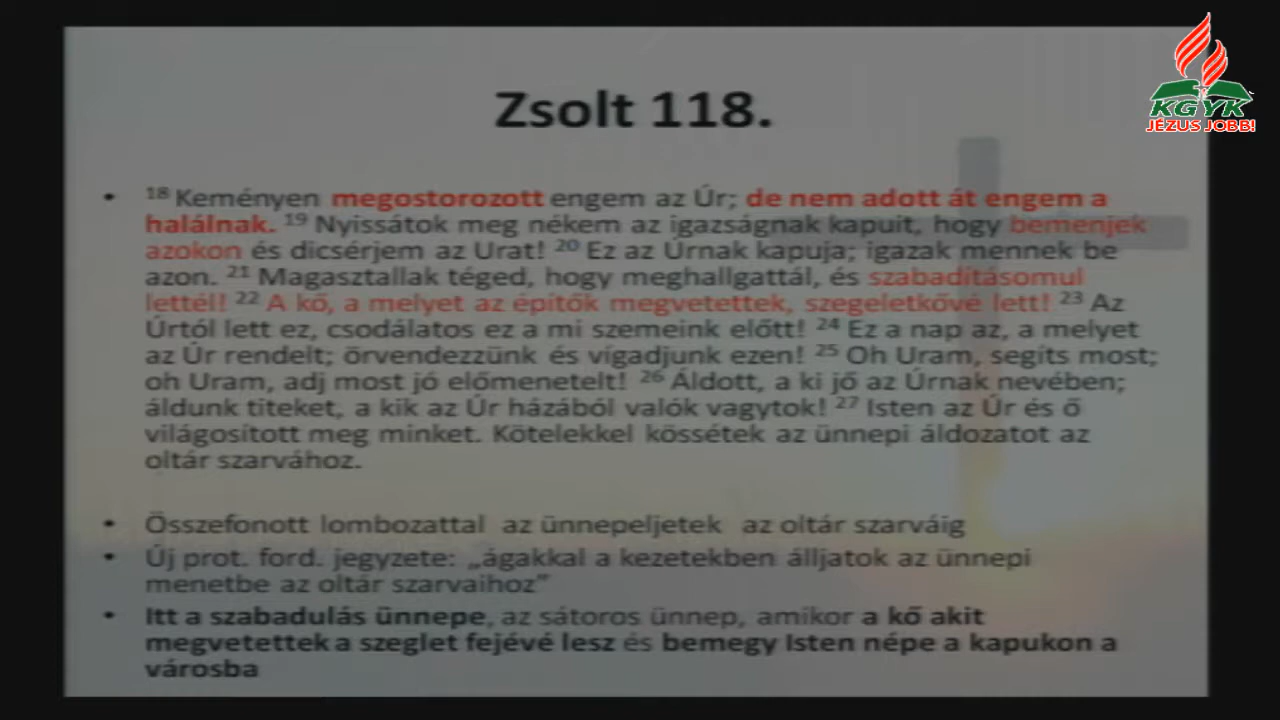 KGYK
JÉZUS JOBB!
Zsolt 118.
• 18 Keményen megostorozott engem az Úr; de nem adott át engem a
halálnak. 19 Nyissátok meg nékem az igazságnak kapuit, hogy bemenjek
azokon és dicsérjem az Urat! 20 Ez az Úrnak kapuja; igazak mennek be
azon. 21 Magasztallak téged, hogy meghallgattál, és szabadításomul
lettél! 22 A kő, a melyet az építők megvetettek, szegeletkővé lett! 23 Az
Úrtól lett ez, csodálatos ez a mi szemeink előtt! 24 Ez a nap az, a melyet
az Úr rendelt; örvendezzünk és vigadjunk ezen! 25 Oh Uram, segíts most;
oh Uram, adj most jó előmenetelt! 26 Áldott, a ki jő az Úrnak nevében;
áldunk titeket, a kik az Úr házából valók vagytok! 27 Isten az Úr és ő
világosított meg minket. Kötelekkel kössétek az ünnepi áldozatot az
oltár szarvához.
• Összefonott lombozattal az ünnepeljetek az oltár szarváig
• Új prot. ford. jegyzete: „ágakkal a kezetekben álljatok az ünnepi
menetbe az oltár szarvaihoz”
• Itt a szabadulás ünnepe, az sátoros ünnep, amikor a kő akit
megvetettek a szeglet fejévé lesz és bemegy Isten népe a kapukon a
városba